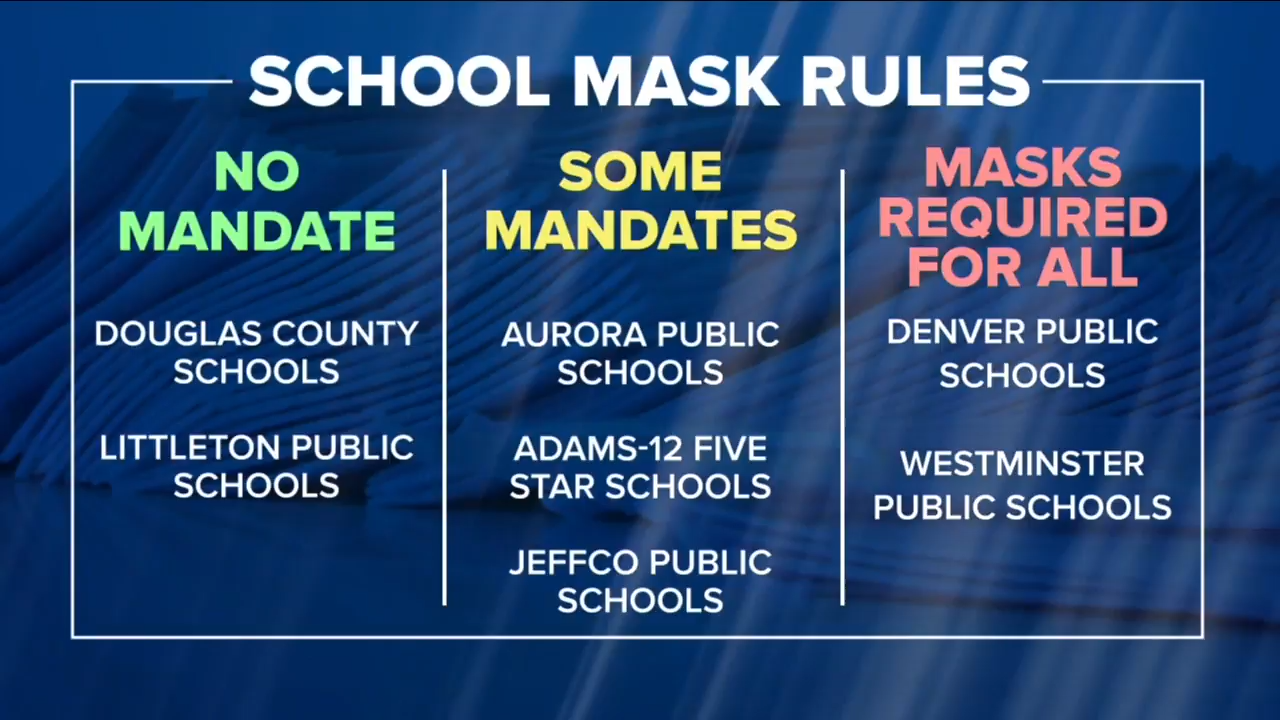 SCHOOL MASK RULES
NO
MANDATE
DOUGLAS COUNTY
SCHOOLS
LITTLETON PUBLIC
SCHOOLS
SOME
MANDATES
AURORA PUBLIC
SCHOOLS
ADAMS-12 FIVE
STAR SCHOOLS
JEFFCO PUBLIC
SCHOOLS
MASKS
REQUIRED
FOR ALL
DENVER PUBLIC
SCHOOLS
WESTMINSTER
PUBLIC SCHOOLS